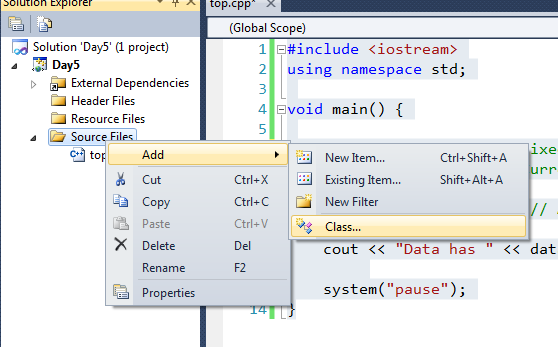 Solution Explorer
top.cpp*
(Global Scope)
Solution 'Day5' (1 project)
Day5
External Dependencies
Header Files
Resource Files
Source Files
top
Add
Cut Ctrl+X
Copy Ctrl+C
Paste Ctrl+V
Delete Del
Rename F2
Properties
New Item... Ctrl+Shift+A
Existing Item... Shift+Alt+A
New Filter
Class...
1 #include <iostream>
2 using namespace std;
3
4 void main() {
5
//
cout << "Data has " << dat
system("pause");
14 }